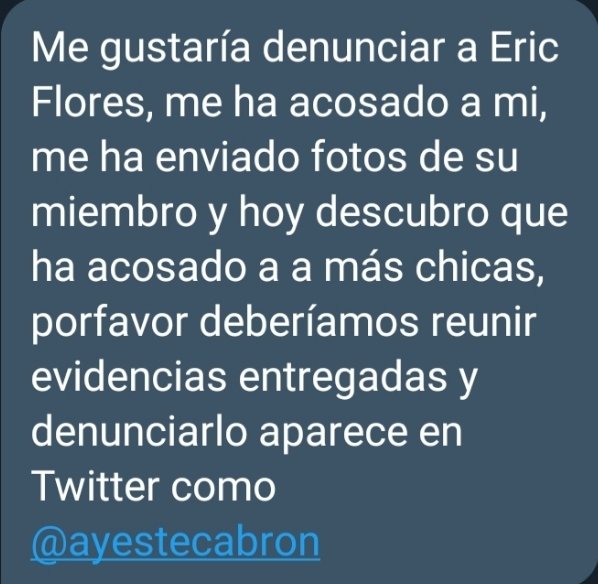 Me gustaría denunciar a Eric
Flores, me ha acosado a mi,
me ha enviado fotos de su
miembro y hoy descubro que
ha acosado a a más chicas,
porfavor deberíamos reunir
evidencias entregadas y
denunciarlo aparece en
Twitter como
@ayestecabron